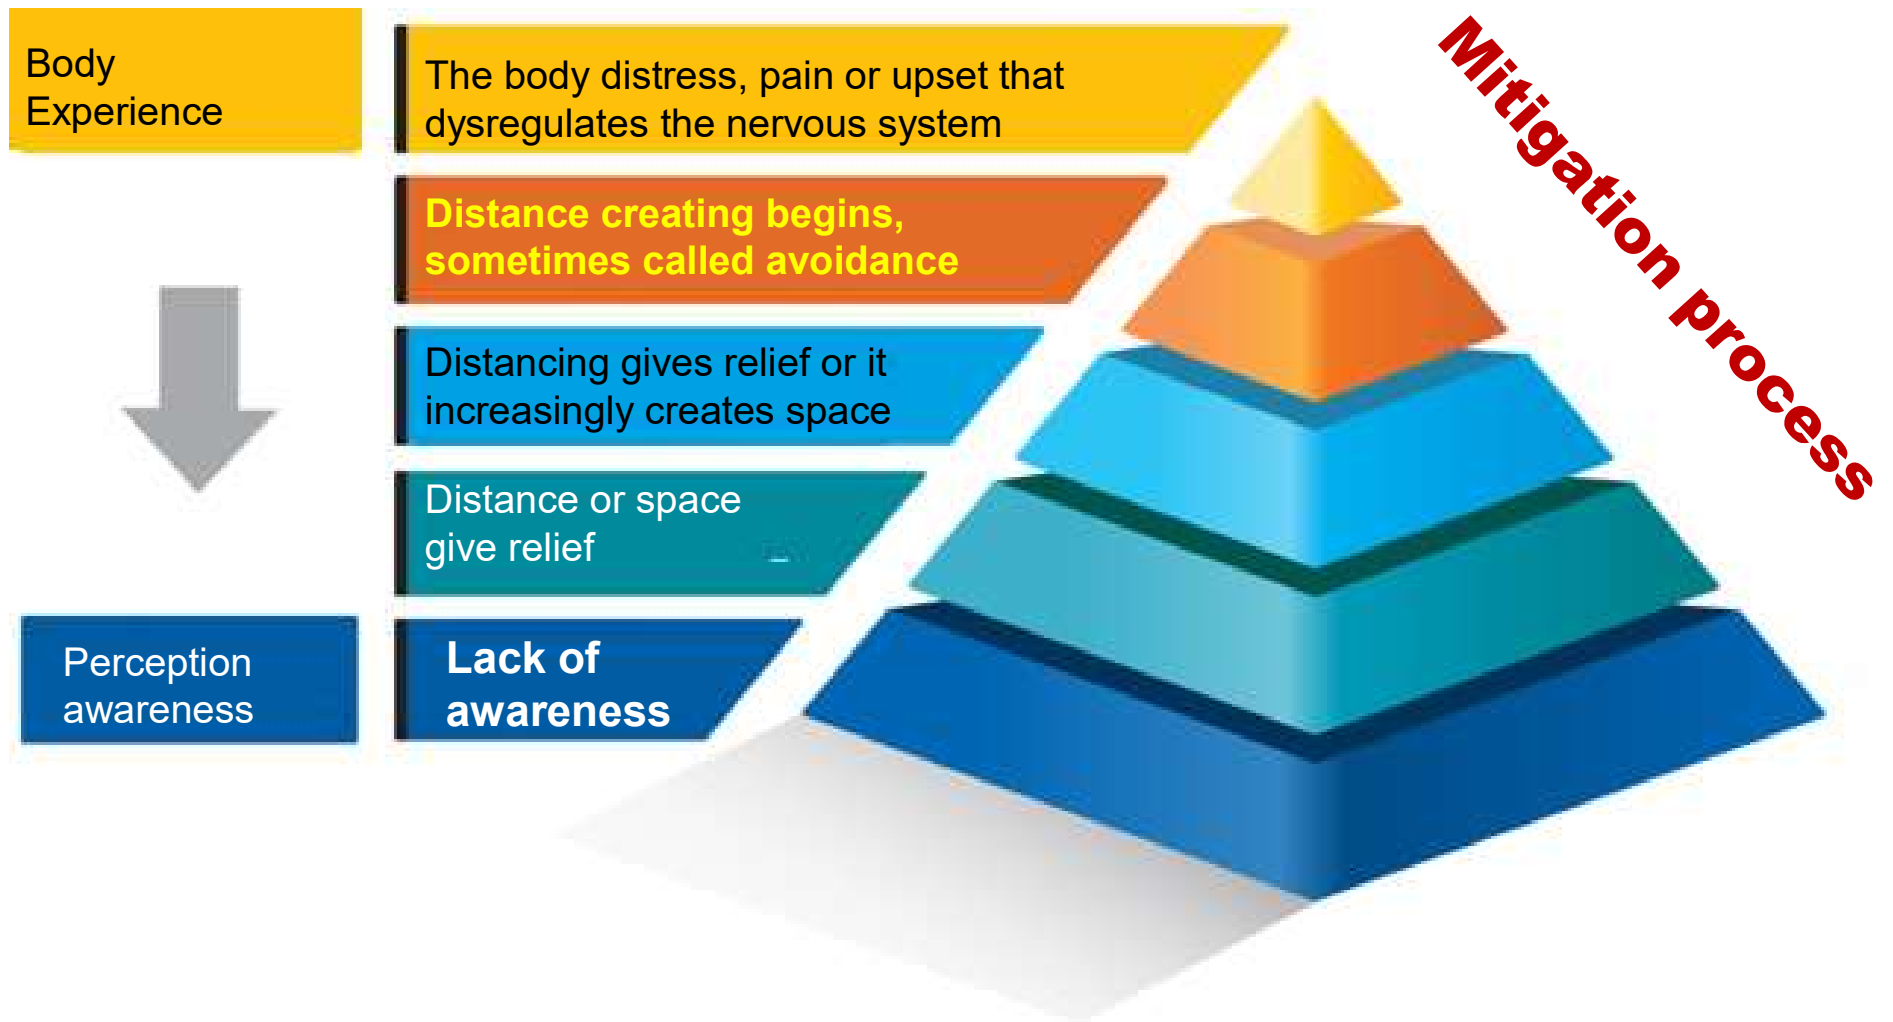 Body
Experience
The body distress, pain or upset that
dysregulates the nervous system
Distance creating begins,
sometimes called avoidance
Distancing gives relief or it
increasingly creates space
Distance or space
give relief
Perception
awareness
Lack of
awareness
Mitigation process